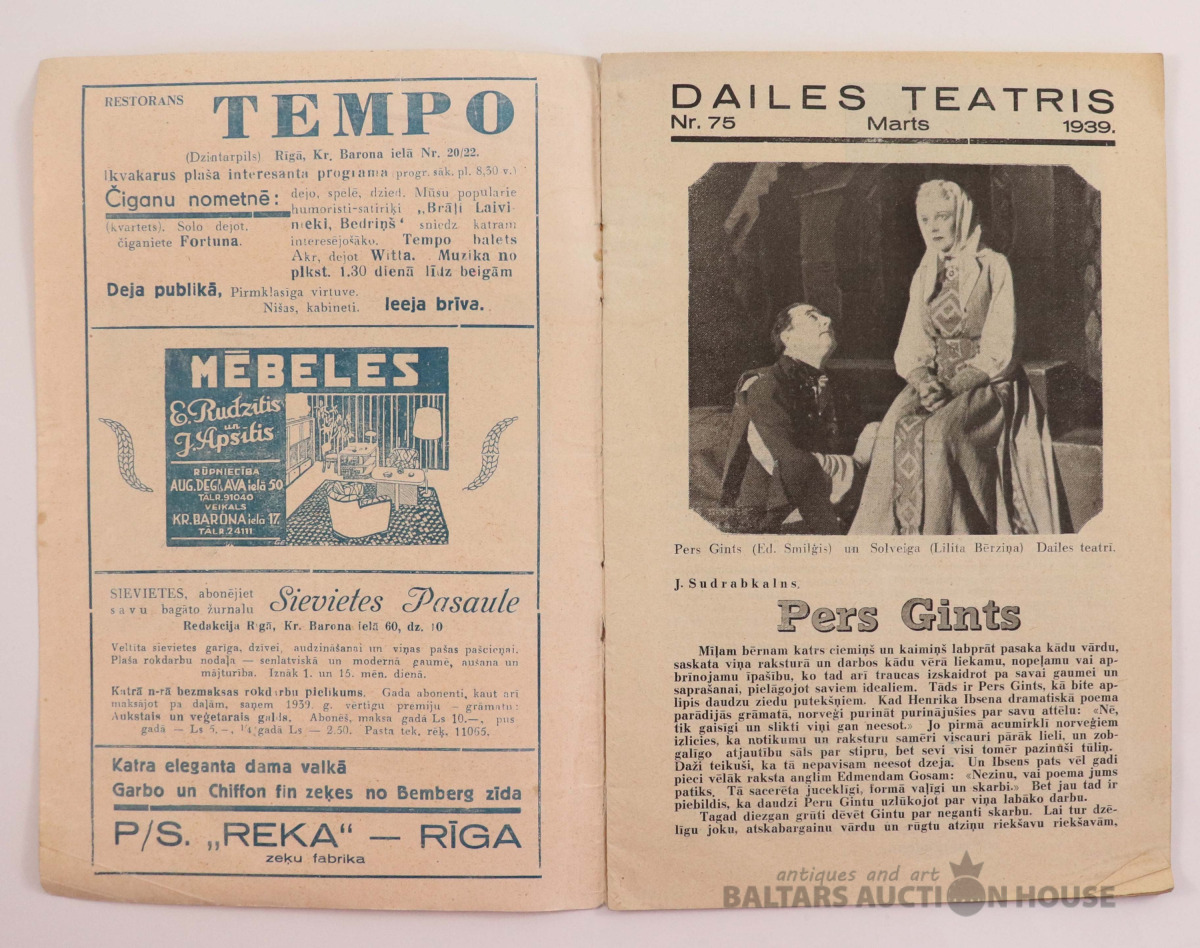 RESTORANS TEMPO
(Dzintarpils) Rīgā, Kr. Barona ielā Nr. 20/22.
Ikvakarus plaša interesanta programa (progr. sāk. pl. 8,30 v.)
Čiganu nometnē:
(kvartets). Solo dejot.
čiganiete Fortuna.
dejo, spelē, dzied. Mūsu populārie
humoristi-satiriķi „Brāļi Laivi-
nieki, Bedriņš‘ sniedz katram
interesējošāko. Tempo balets
Akr, dejot Witta. Muzika no
plkst. 1.30 dienā līdz beigām
Deja publikā, Pirmklasīga virtuve.
Nišas, kabineti. Ieeja brīva.
MĒBELES
E. Rudzītis
un
J. Apsītis
RŪPNIECĪBA
AUG. DEGLAVA ielā 50
TĀLR. 91040
VEIKALS
KR. BARONA ielā 17.
TĀLR. 24111
SIEVIETES, abonējiet
savu bagāto žurnalu Sievietes Pasaule
Redakcija Rīgā, Kr. Barona ielā 60, dz. 10
Veltīta sievietes garīgā, dzīvei, audzināšanai un viņas pašas pašcieņai.
Plaša rokdarbu nodaļa — senlatviskā un modernā gaumē, aušana un
mājturība. Iznāk 1. un 15. mēn. dienā.
Katrā n-rā bezmaksas rokdarbu pielikums. Gada abonenti, kaut arī
maksājot pa daļām, saņem 1939. g. vērtīgu premiju – grāmatu:
Aukstais un veģetarais galds. Abonēš, maksa gadā Ls 10.—, pus
gadā — Ls 5.—, ¼ gadā Ls — 2.50. Pasta tek. rēķ. 11065.
Katra eleganta dama valkā
Garbo un Chiffon fin zeķes no Bemberg zīda
P/S. „REKA“ — RĪGA
zeķu fabrika
DAILES TEATRIS
Nr. 75 Marts 1939.
Pers Gints (Ed. Smiļģis) un Solveiga (Lilita Bērziņa) Dailes teatrī.
J. Sudrabkalns.
Pers Gints
Mīļam bērnam katrs ciemiņš un kaimiņš labprāt pasaka kādu vārdu,
saskata viņa raksturā un darbos kādu vērā liekamu, nopeļamu vai ap-
brīnojamu īpašību, ko tad arī traucas izskaidrot pa savai gaumei un
saprašanai, pielāgojot saviem idealiem. Tāds ir Pers Gints, kā bite ap-
lipis daudzu ziedu putekšņiem. Kad Henrika Ibsena dramatiskā poema
parādijās grāmatā, norveģi purināt purinājušies par savu attēlu: «Nē,
tik gaisīgi un slikti viņi gan neesot.» Jo pirmā acumirklī norveģiem
izlicies, ka notikumu un raksturu samēri viscauri pārāk lieli, un zob-
galīgo atjautību sāls par stipru, bet sevi visi tomēr pazinuši tūliņ.
Daži teikuši, ka tā nepavisam neesot dzeja. Un Ibsens pats vēl gadi
pieci vēlāk raksta anglim Edmendam Gosam: «Nezinu, vai poema jums
patiks. Tā sacerēta juceklīgi, formā vaļīgi un skarbi.» Bet jau tad ir
piebildis, ka daudzi Peru Gintu uzlūkojot par viņa labāko darbu.
Tagad diezgan grūti dēvēt Gintu par neganti skarbu. Lai tur dzē-
līgu joku, atskabargainu vārdu un rūgtu atziņu riekšavu riekšavām,
antiques and art
BALTARS AUCTION HOUSE